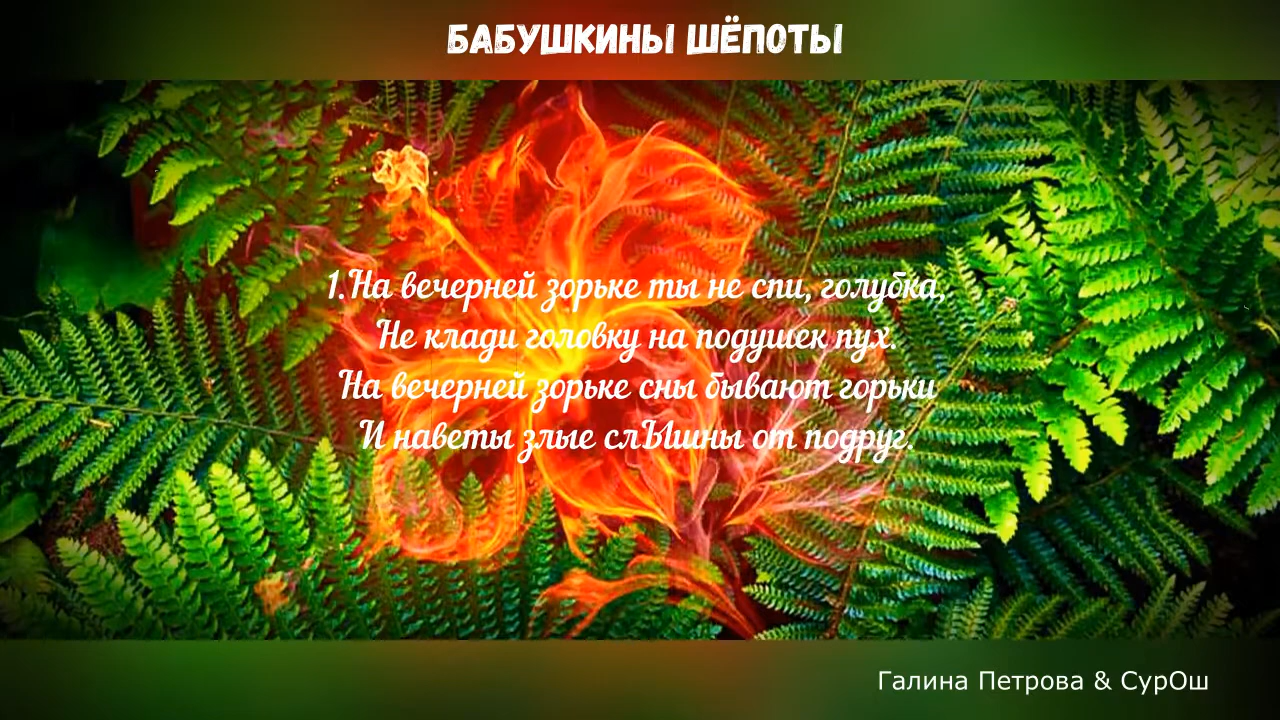 БАБУШКИНЫ ШЁПОТЫ
1.На вечерней зорьке ты не спи, голубка,
Не клади головку на подушек пух.
На вечерней зорьке сны бывают горьки
И наветы злые слЫшны от подруг.
Галина Петрова & СурОш